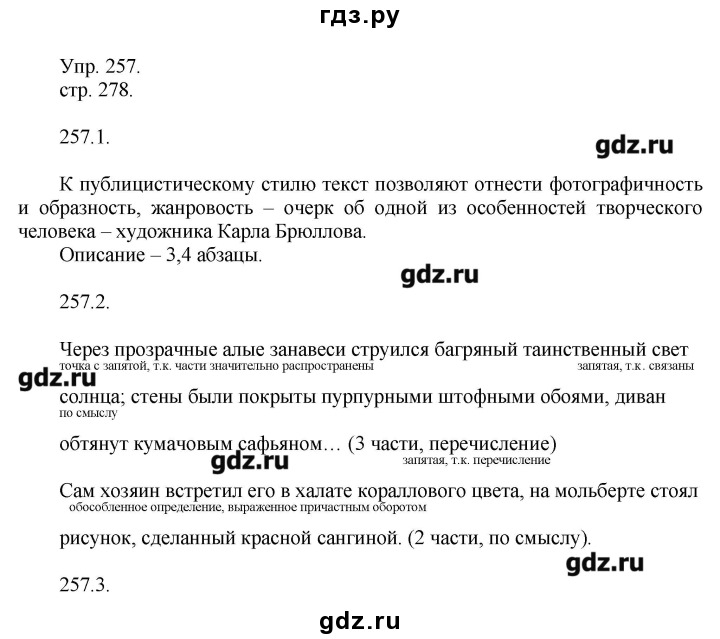 гдз.ру
Упр. 257.
стр. 278.
257.1.
gdz.ru
К публицистическому стилю текст позволяют отнести фотографичность
и образность, жанровость – очерк об одной из особенностей творческого
человека – художника Карла Брюллова.
Описание – 3,4 абзацы.
gdz.ru
257.2.
Через прозрачные алые занавеси струился багряный таинственный свет
точка с запятой, т.к. части значительно распространены запятая, т.к. связаны
gdz.ru
солнца; стены были покрыты пурпурными штофными обоями, диван
по смыслу
обтянут кумачовым сафьяном… (3 части, перечисление)
gdz.ru
запятая, т.к. перечисление
Сам хозяин встретил его в халате кораллового цвета, на мольберте стоял
обособленное определение, выраженное причастным оборотом
рисунок, сделанный красной сангиной. (2 части, по смыслу).
gdz.ru
257.3.
gdz.ru